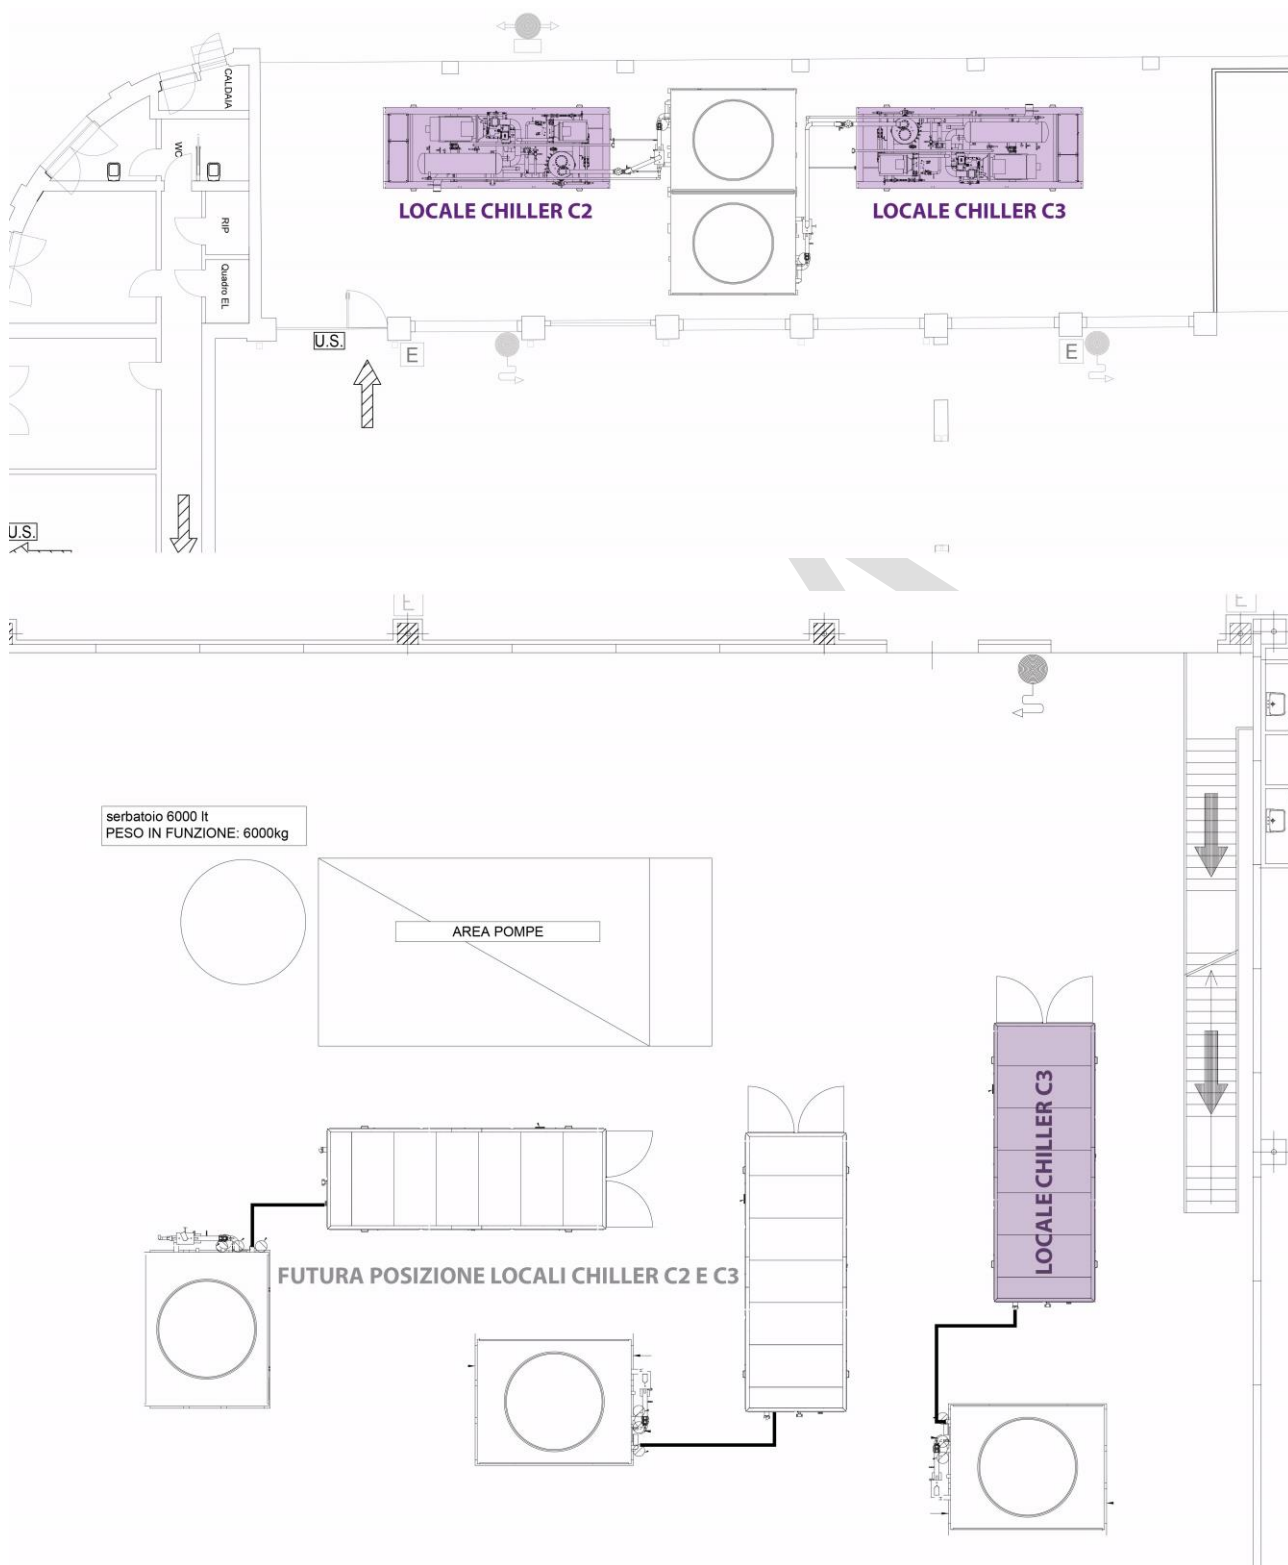 CALDAIA
WC
LOCALE CHILLER C2
LOCALE CHILLER C3
RIP
Quadro EL
U.S.
E
E
U.S.
E
E
serbatoio 6000 lt
PESO IN FUNZIONE: 6000kg
AREA POMPE
LOCALE CHILLER C3
FUTURA POSIZIONE LOCALI CHILLER C2 E C3